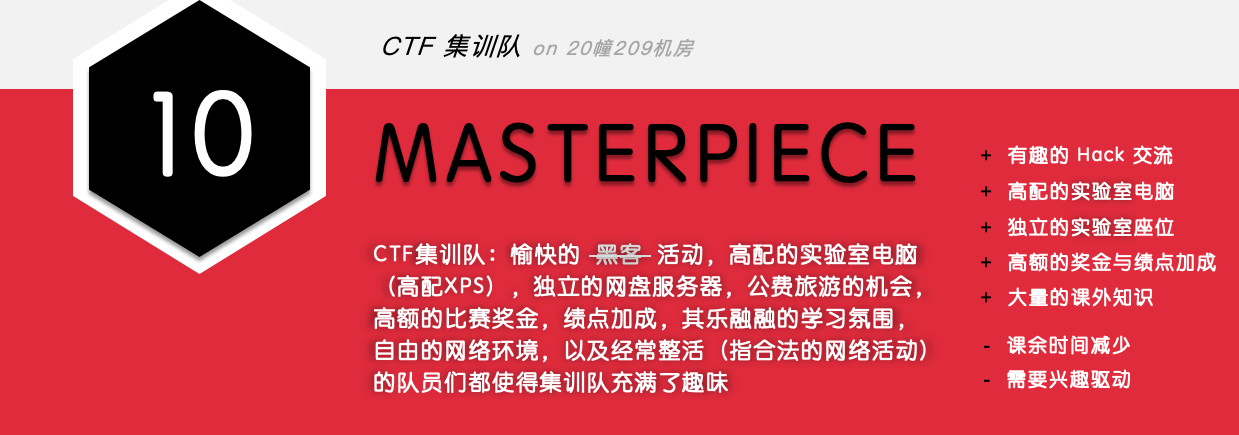 CTF 集训队 on 20幢209机房
10
MASTERPIECE
CTF集训队：愉快的 黑客 活动，高配的实验室电脑
（高配XPS），独立的网盘服务器，公费旅游的机会，
高额的比赛奖金，绩点加成，其乐融融的学习氛围，
自由的网络环境，以及经常整活（指合法的网络活动）
的队员们都使得集训队充满了趣味
+ 有趣的 Hack 交流
+ 高配的实验室电脑
+ 独立的实验室座位
+ 高额的奖金与绩点加成
+ 大量的课外知识
- 课余时间减少
- 需要兴趣驱动